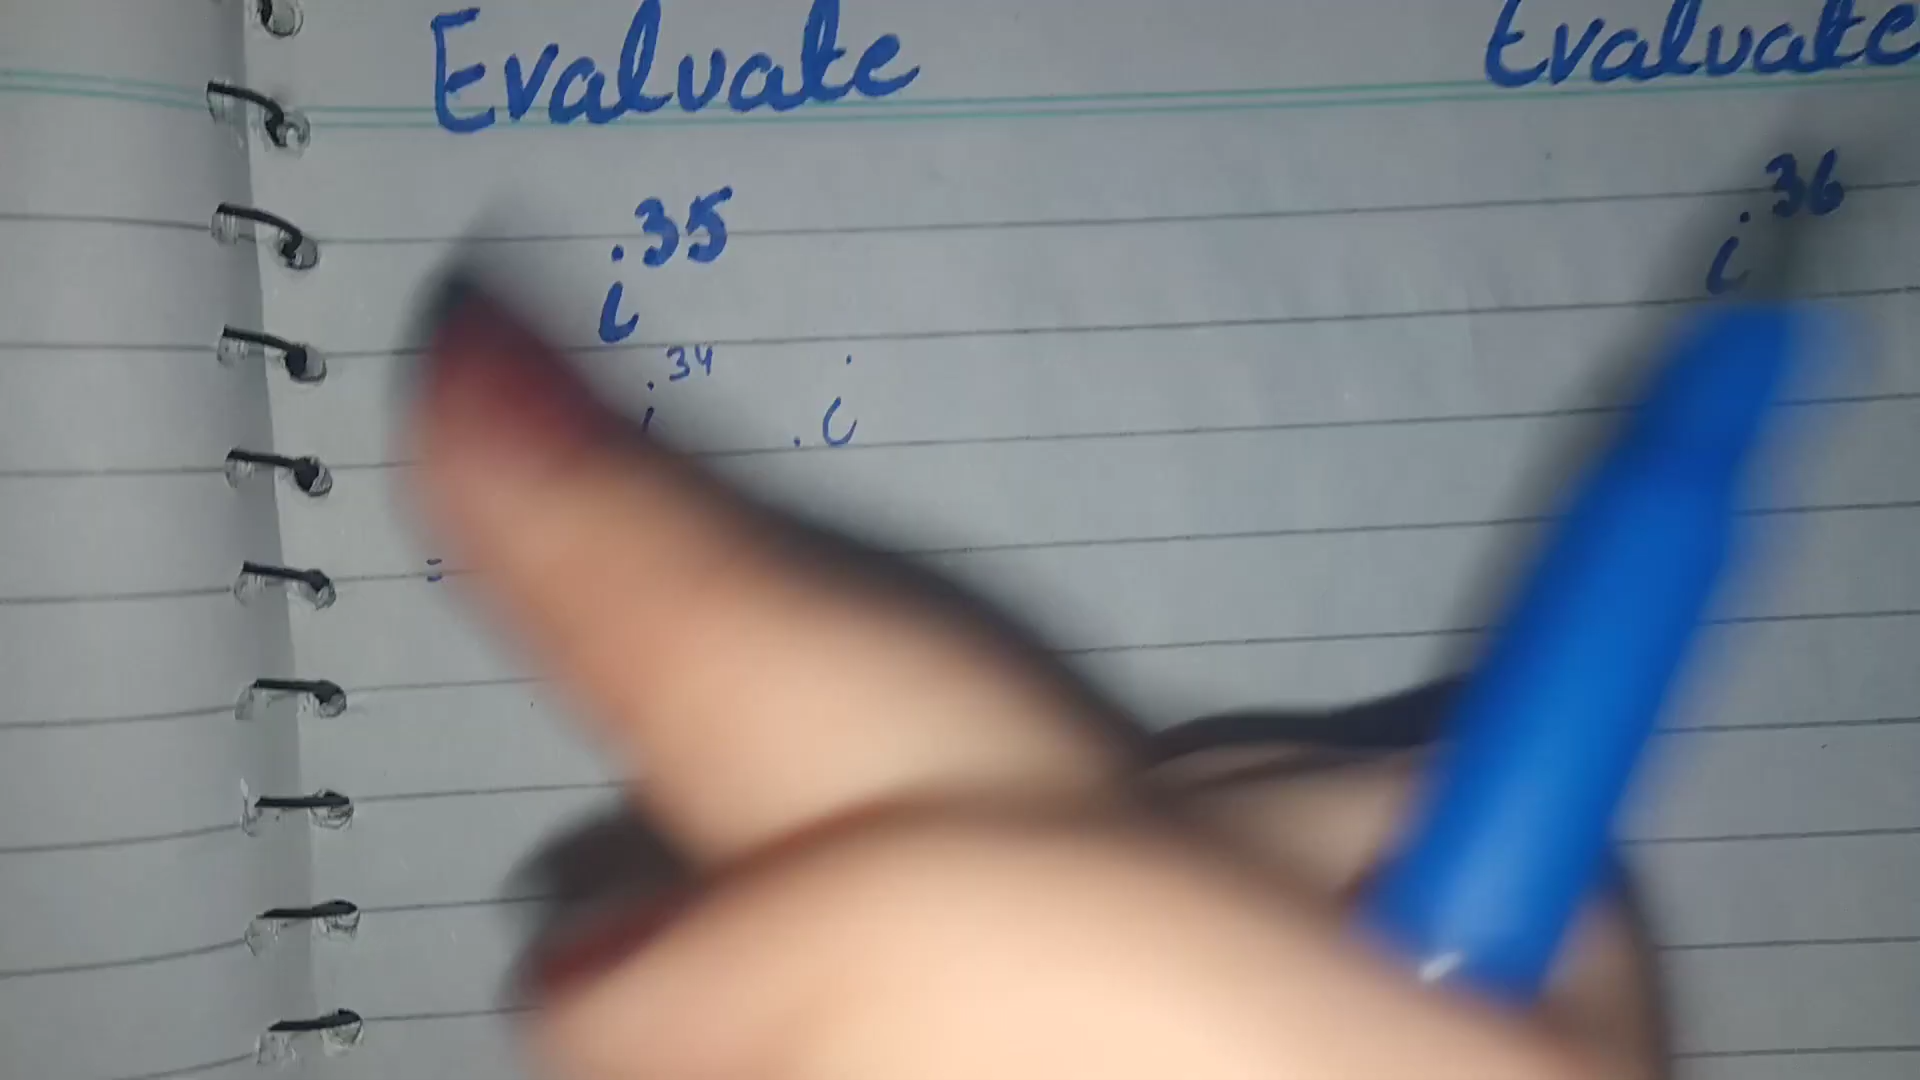 Evaluate
i^35
i^34 . i
=
Evaluate
i^36